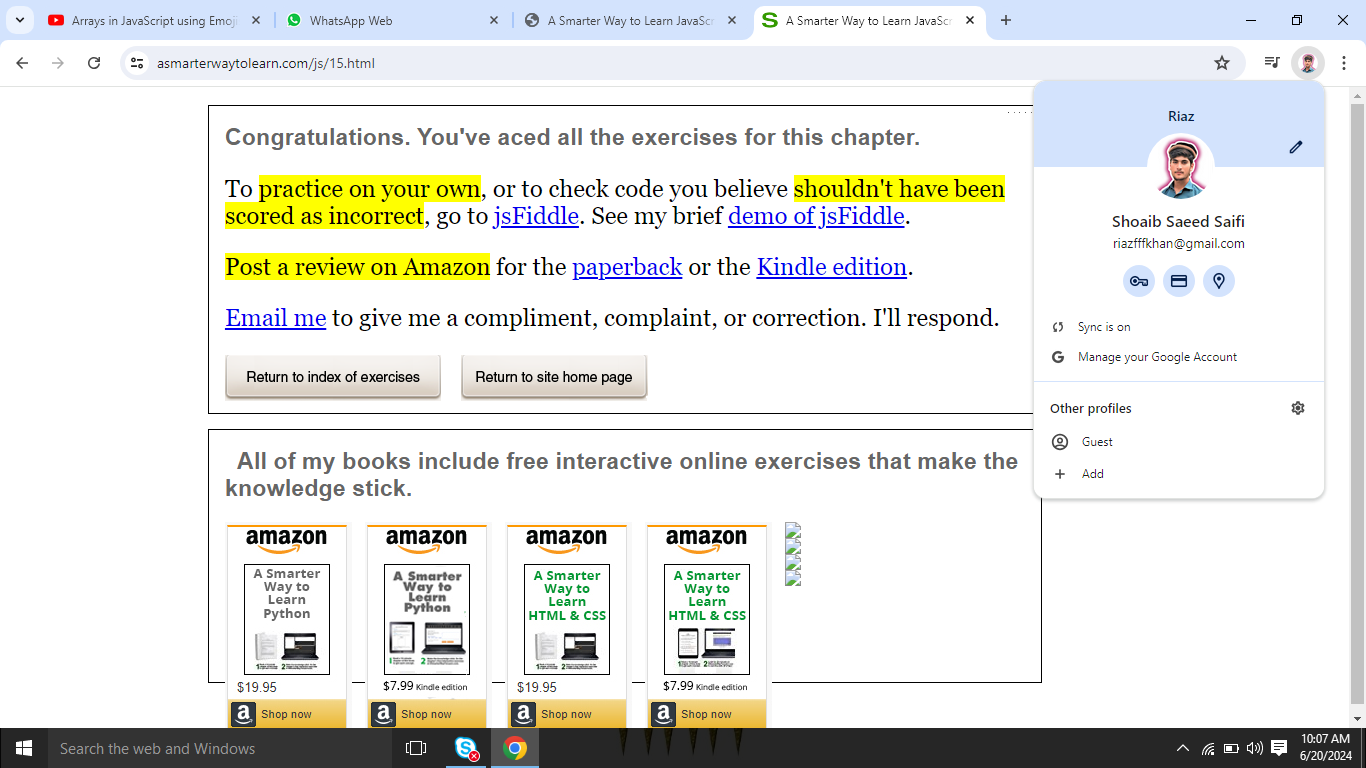 Arrays in JavaScript using Emoji
WhatsApp Web
A Smarter Way to Learn JavaScr
A Smarter Way to Learn JavaScr
asmarterwaytolearn.com/js/15.html
Congratulations. You've aced all the exercises for this chapter.
To practice on your own, or to check code you believe shouldn't have been
scored as incorrect, go to jsFiddle. See my brief demo of jsFiddle.
Post a review on Amazon for the paperback or the Kindle edition.
Email me to give me a compliment, complaint, or correction. I'll respond.
Return to index of exercises
Return to site home page
Riaz
Shoaib Saeed Saifi
riazfffkhan@gmail.com
Sync is on
Manage your Google Account
Other profiles
Guest
Add
All of my books include free interactive online exercises that make the
knowledge stick.
amazon
A Smarter
Way to
Learn
Python
$19.95
Shop now
amazon
A Smarter
Way to
Learn
Python
$7.99 Kindle edition
Shop now
amazon
A Smarter
Way to
Learn
HTML & CSS
$19.95
Shop now
amazon
A Smarter
Way to
Learn
HTML & CSS
$7.99 Kindle edition
Shop now
Search the web and Windows
10:07 AM
6/20/2024